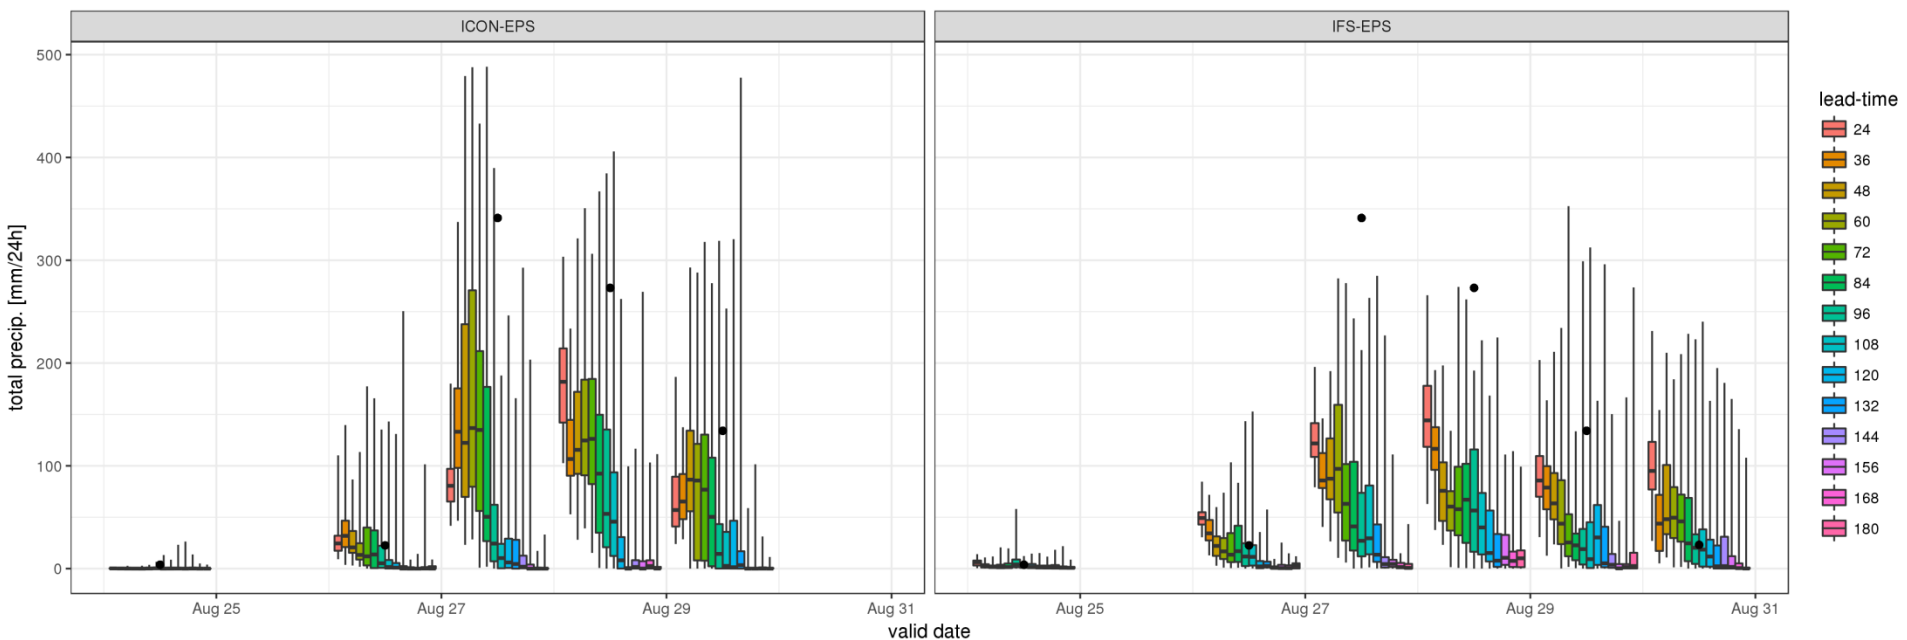 ICON-EPS
IFS-EPS
total precip. [mm/24h]
500
400
300
200
100
0
Aug 25
Aug 27
Aug 29
Aug 31
Aug 25
Aug 27
Aug 29
Aug 31
valid date
lead-time
24
36
48
60
72
84
96
108
120
132
144
156
168
180